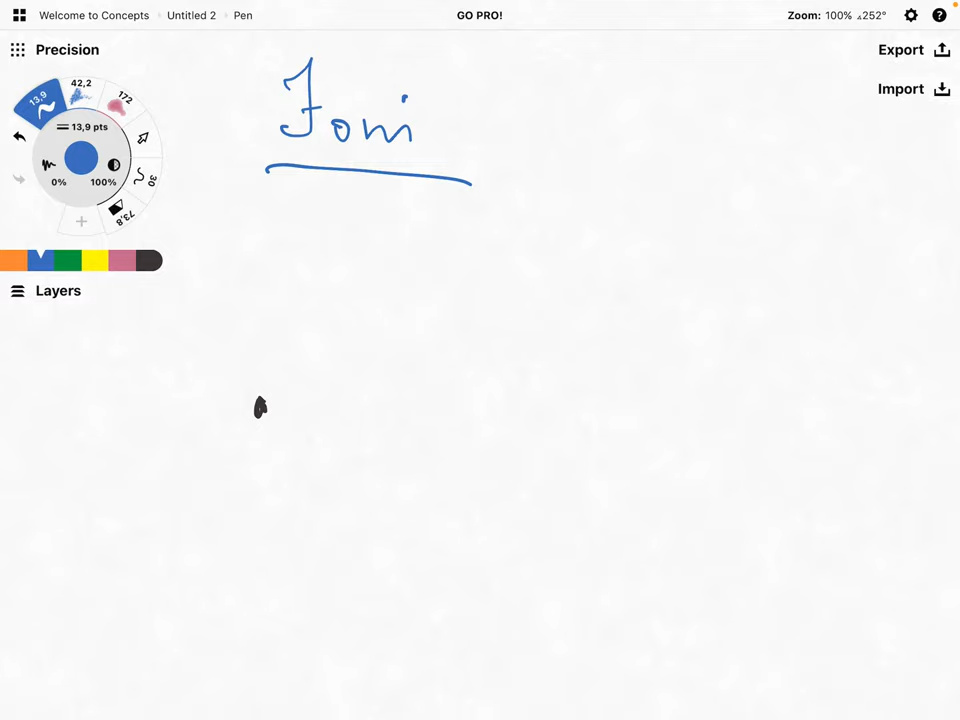 Welcome to Concepts › Untitled 2 › Pen
GO PRO!
Zoom: 100% ⊿252°
?
Precision
Export
Import
13,9
42,2
172
30
73,8
13,9 pts
0% 100%
+
Layers